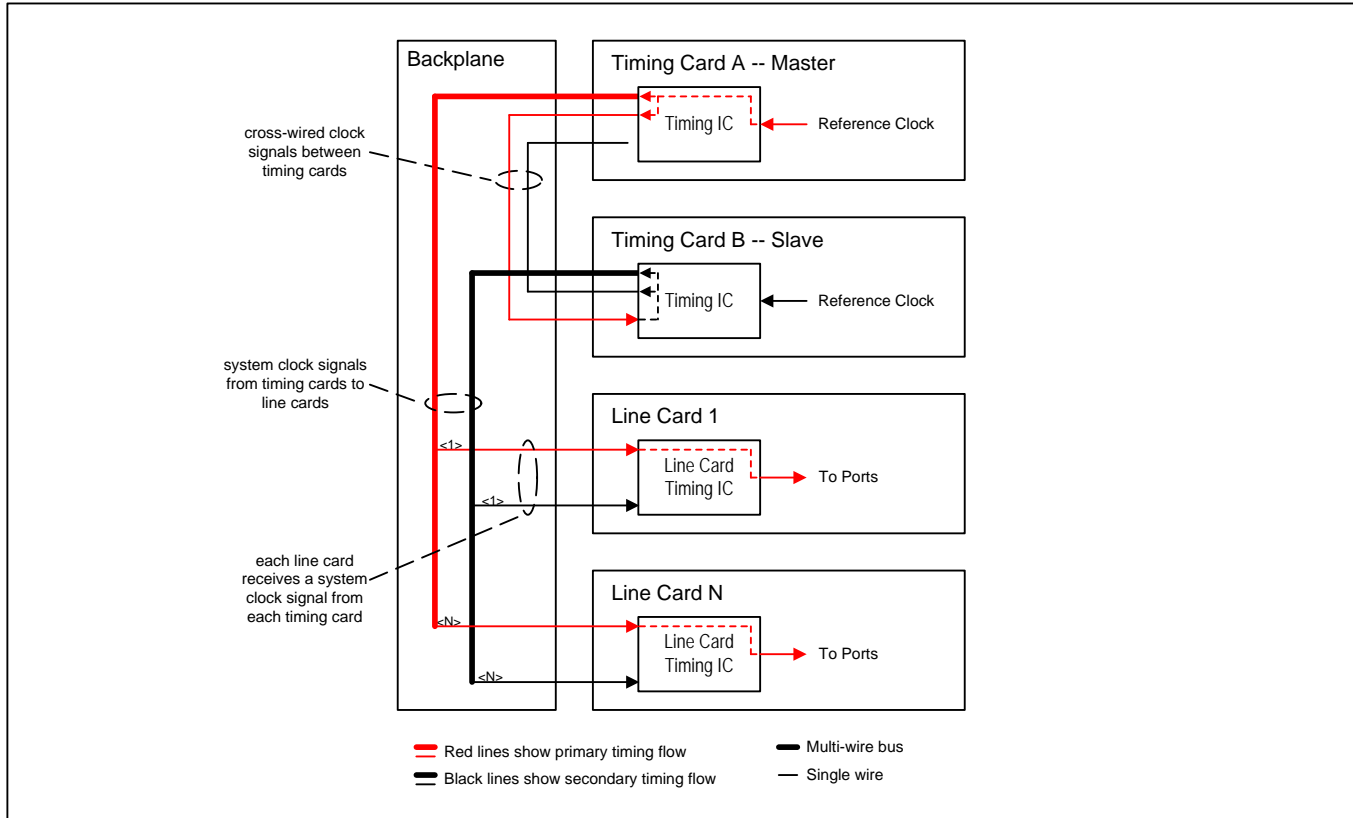 Backplane
Timing Card A -- Master
Timing IC
Reference Clock
cross-wired clock
signals between
timing cards
Timing Card B -- Slave
Timing IC
Reference Clock
system clock signals
from timing cards to
line cards
Line Card 1
<1>
Line Card
Timing IC
To Ports
<1>
each line card
receives a system
clock signal from
each timing card
Line Card N
<N>
Line Card
Timing IC
To Ports
<N>
Red lines show primary timing flow
Multi-wire bus
Black lines show secondary timing flow
Single wire